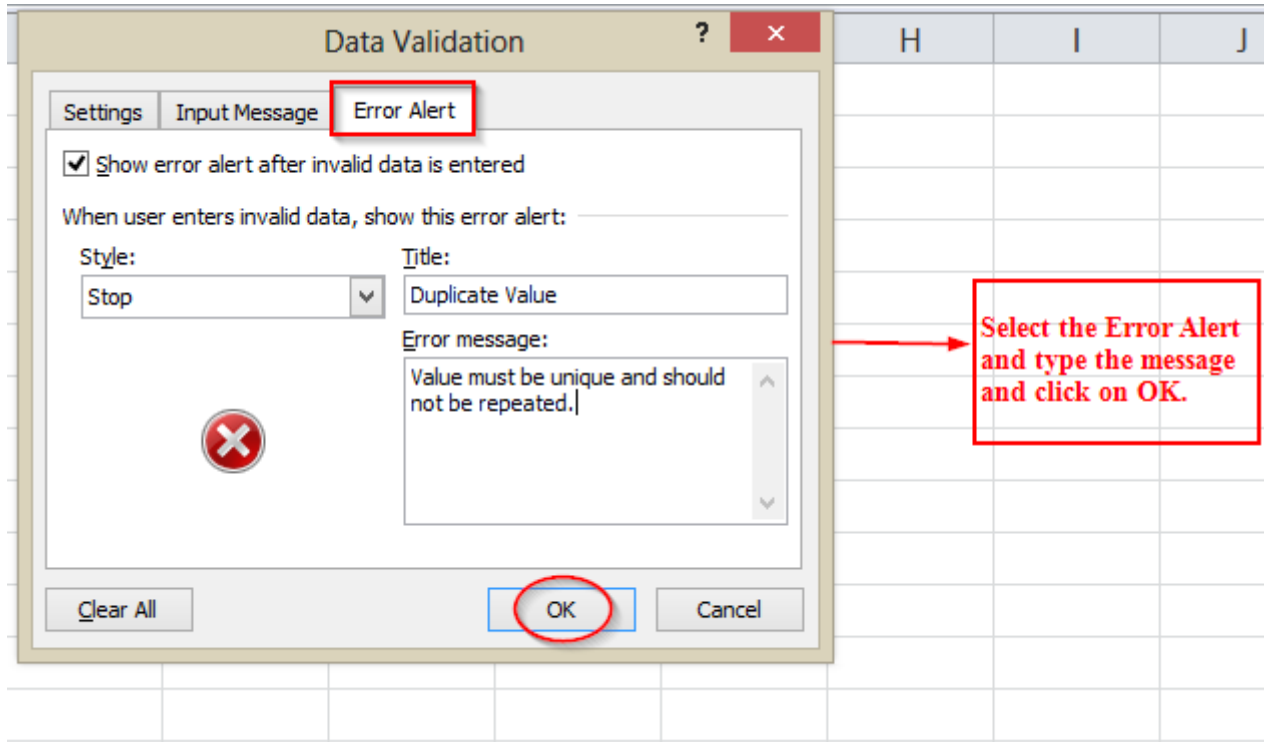 Data Validation ? ×
H I J
Settings Input Message Error Alert
Show error alert after invalid data is entered
When user enters invalid data, show this error alert:
Style: Title:
Stop Duplicate Value
Error message:
Value must be unique and should
not be repeated.
Select the Error Alert
and type the message
and click on OK.
Clear All OK Cancel